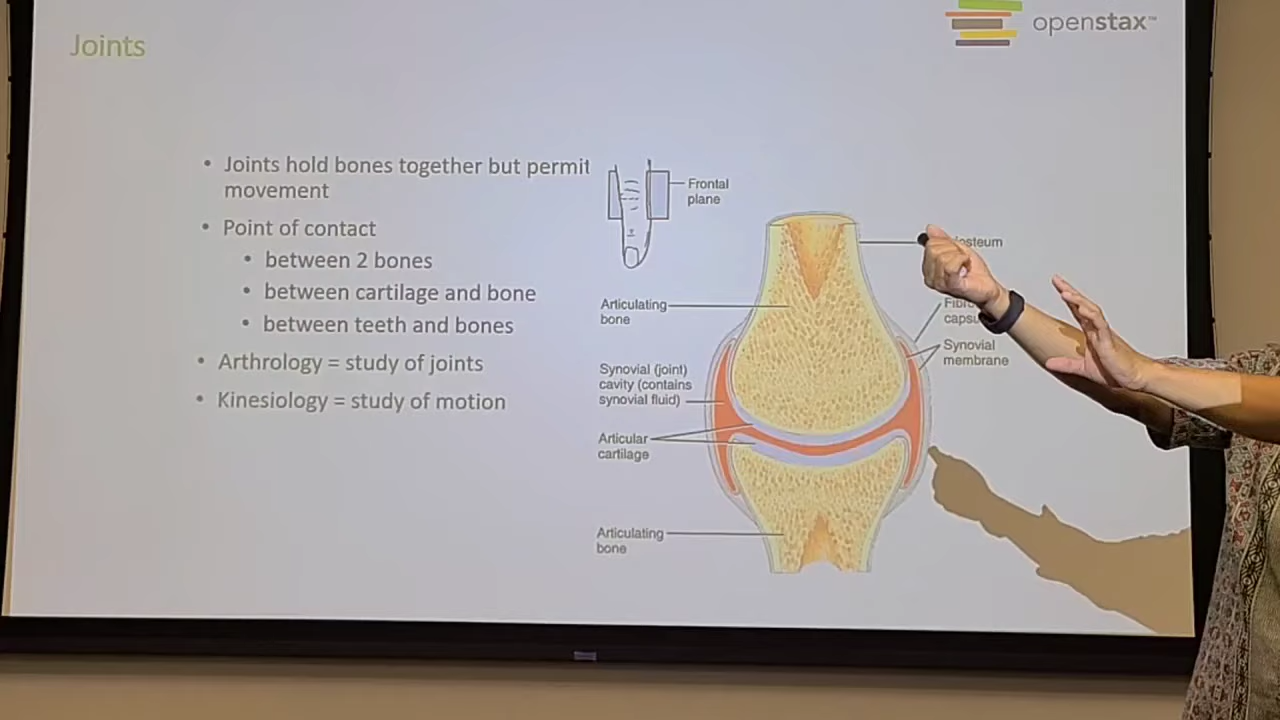 Joints
openstax™
• Joints hold bones together but permit
movement
• Point of contact
• between 2 bones
• between cartilage and bone
• between teeth and bones
• Arthrology = study of joints
• Kinesiology = study of motion
Frontal
plane
Articulating
bone
Synovial (joint)
cavity (contains
synovial fluid)
Articular
cartilage
Articulating
bone
Synovial
membrane